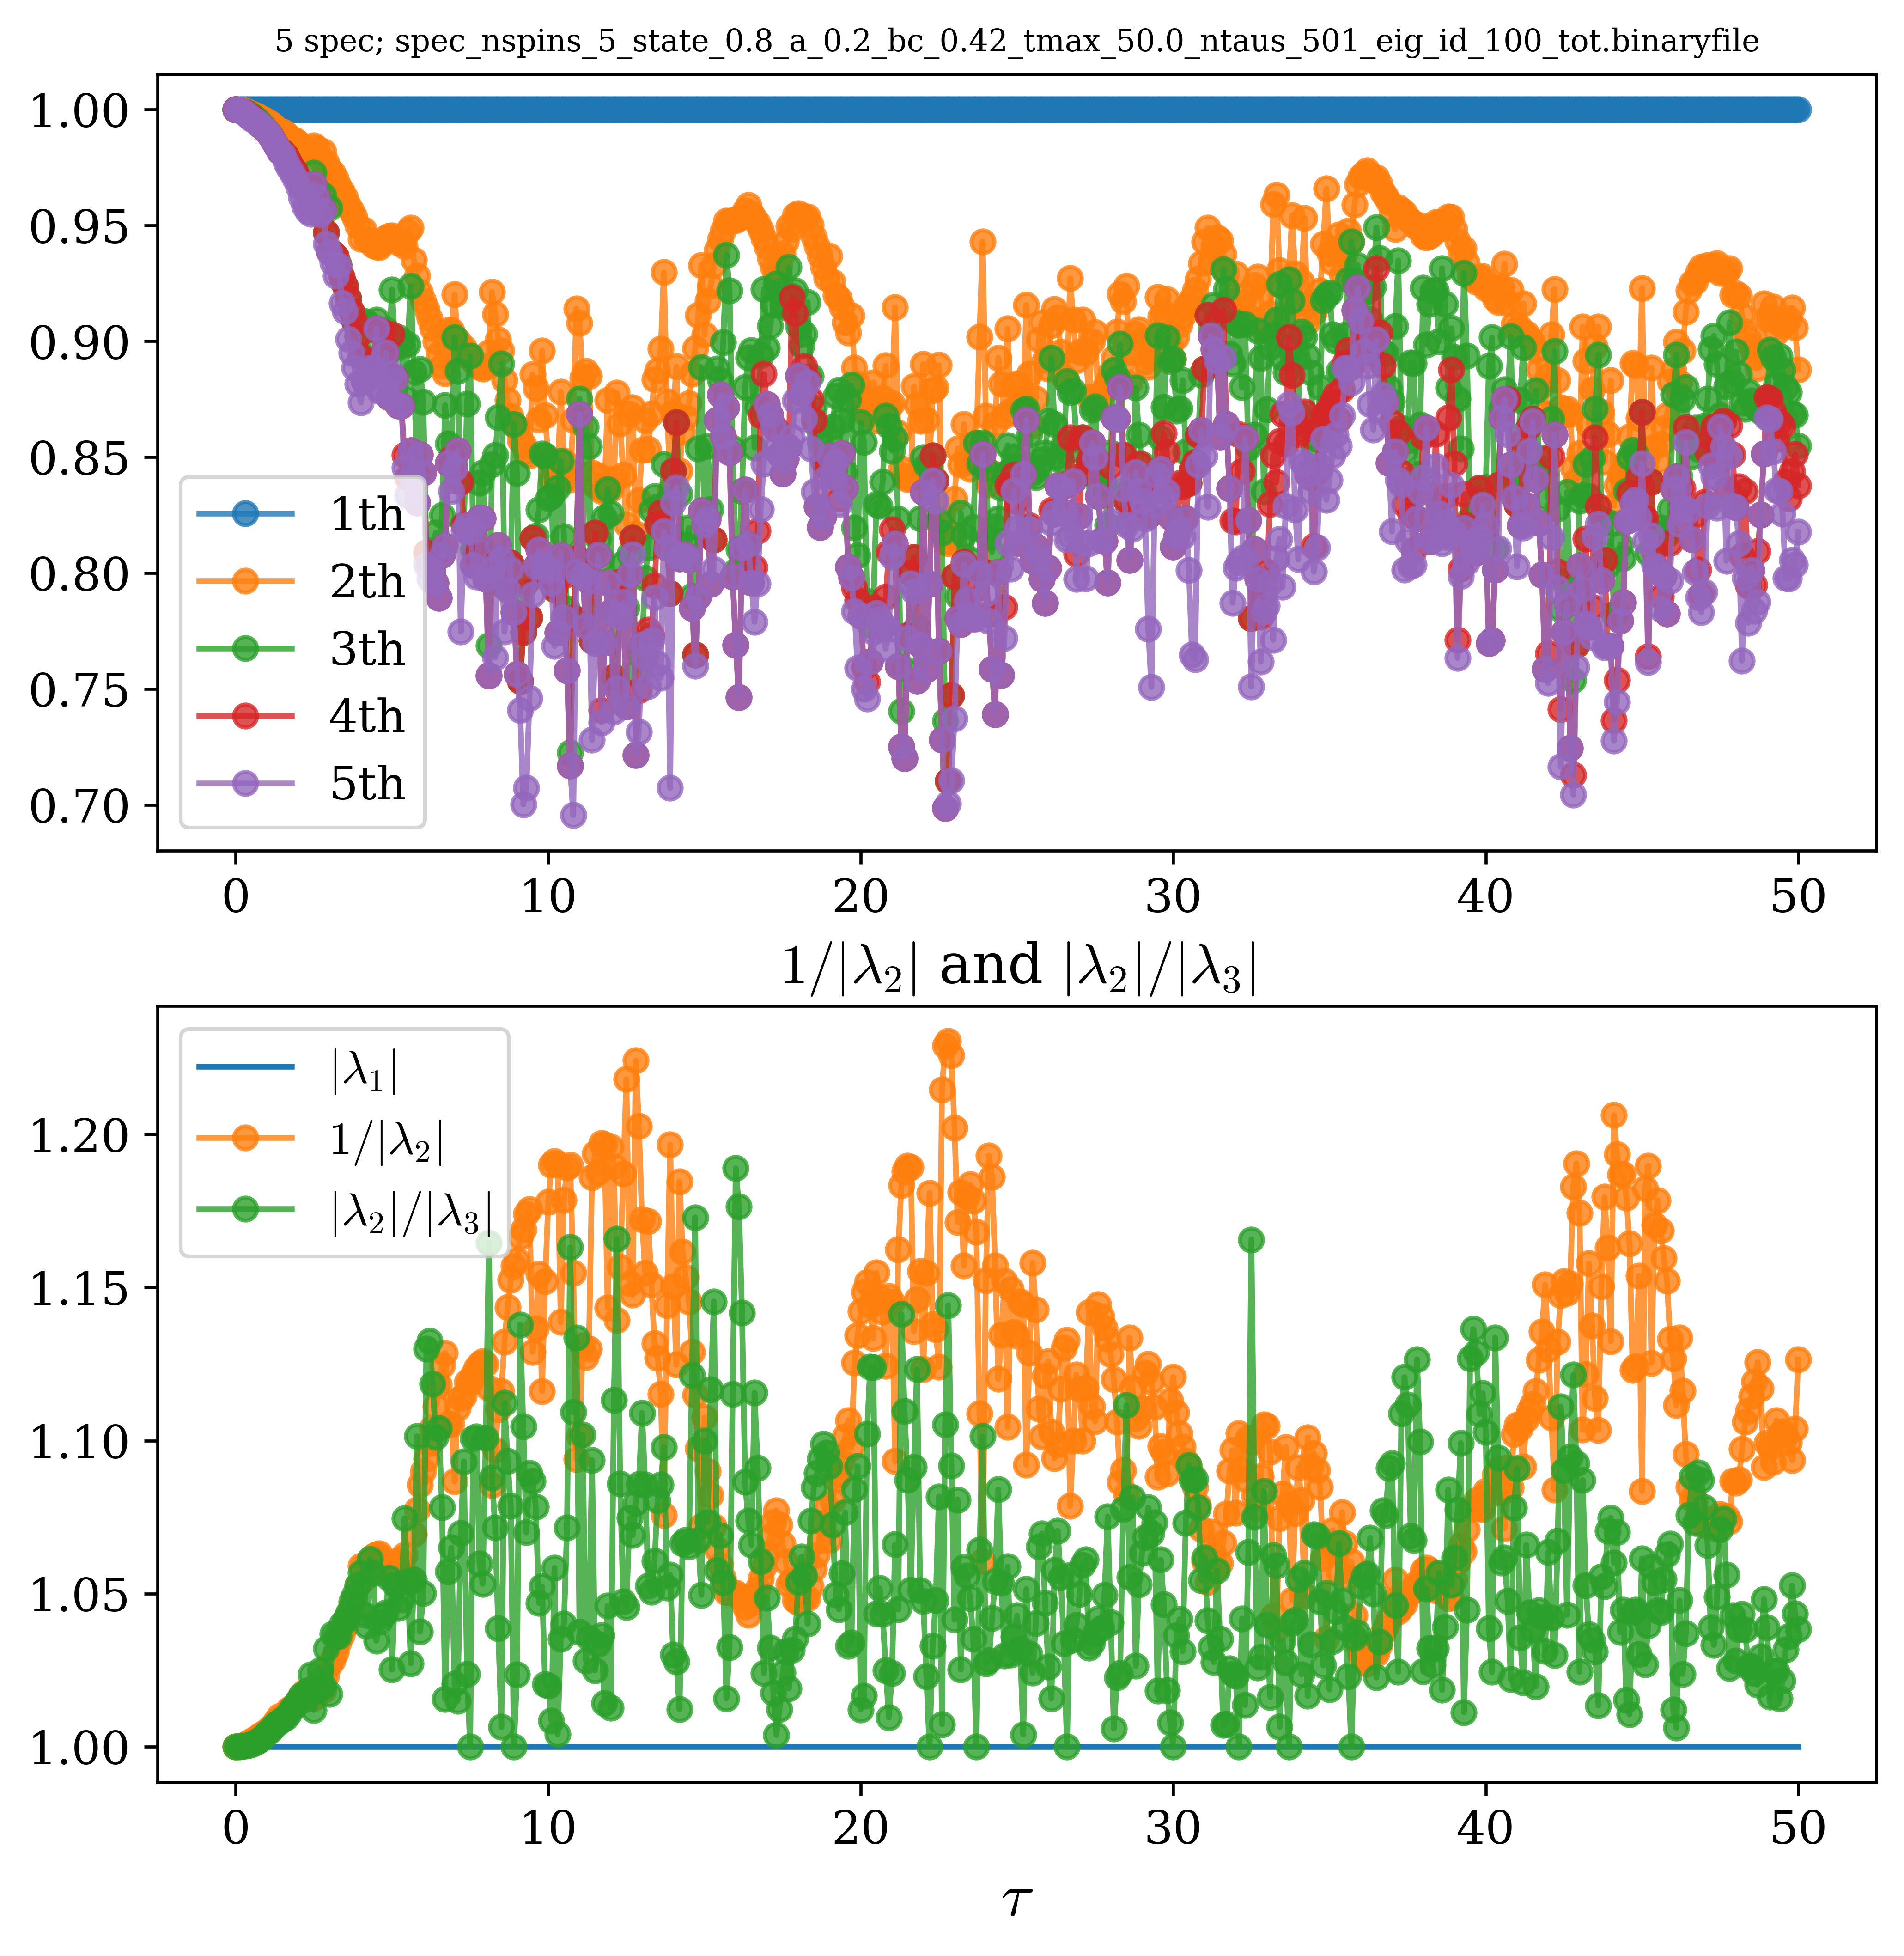 5 spec; spec_nspins_5_state_0.8_a_0.2_bc_0.42_tmax_50.0_ntaus_501_eig_id_100_tot.binaryfile
1.00
0.95
0.90
0.85
0.80
0.75
0.70
1th
2th
3th
4th
5th
0 10 20 30 40 50
1/|λ₂| and |λ₂|/|λ₃|
1.20
1.15
1.10
1.05
1.00
|λ₁|
1/|λ₂|
|λ₂|/|λ₃|
0 10 20 30 40 50
τ